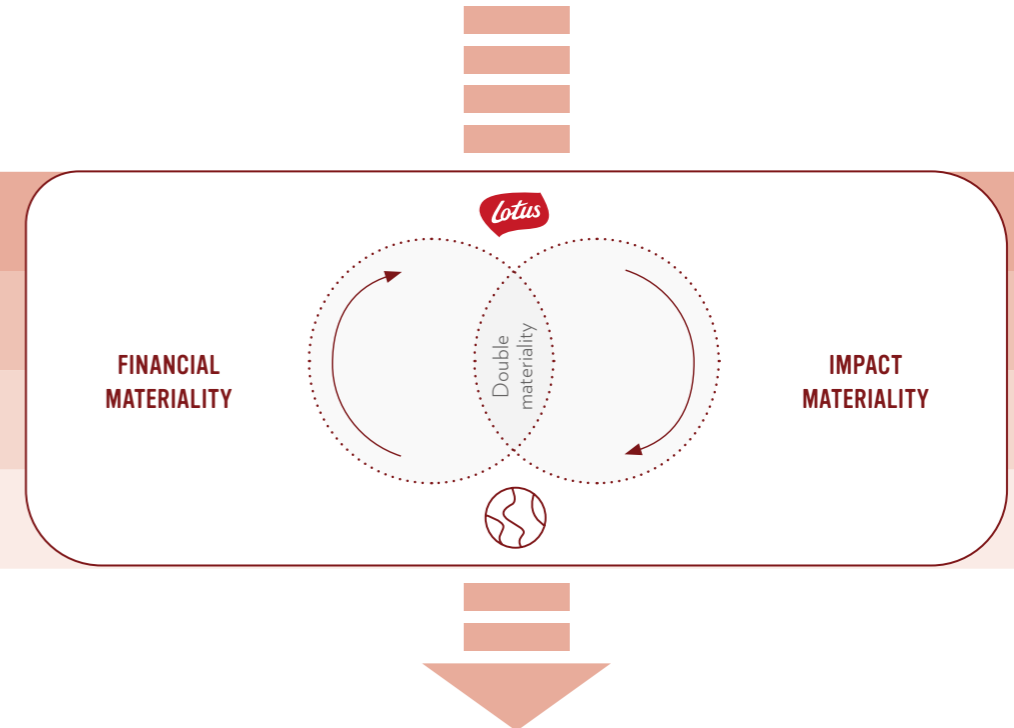 Lotus
FINANCIAL
MATERIALITY
Double
materiality
IMPACT
MATERIALITY